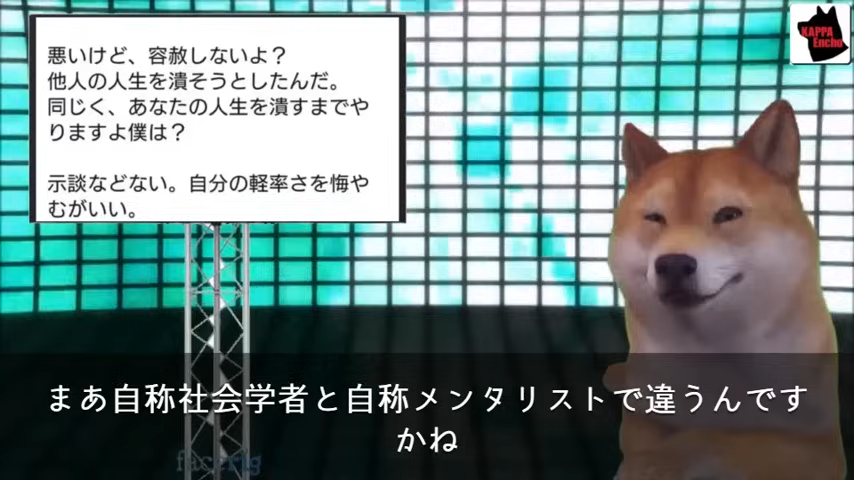 悪いけど、容赦しないよ？
他人の人生を潰そうとしたんだ。
同じく、あなたの人生を潰すまでや
りますよ僕は？
示談などない。自分の軽率さを悔や
むがいい。
KAPPA
Encho
まあ自称社会学者と自称メンタリストで違うんです
かね
facerig